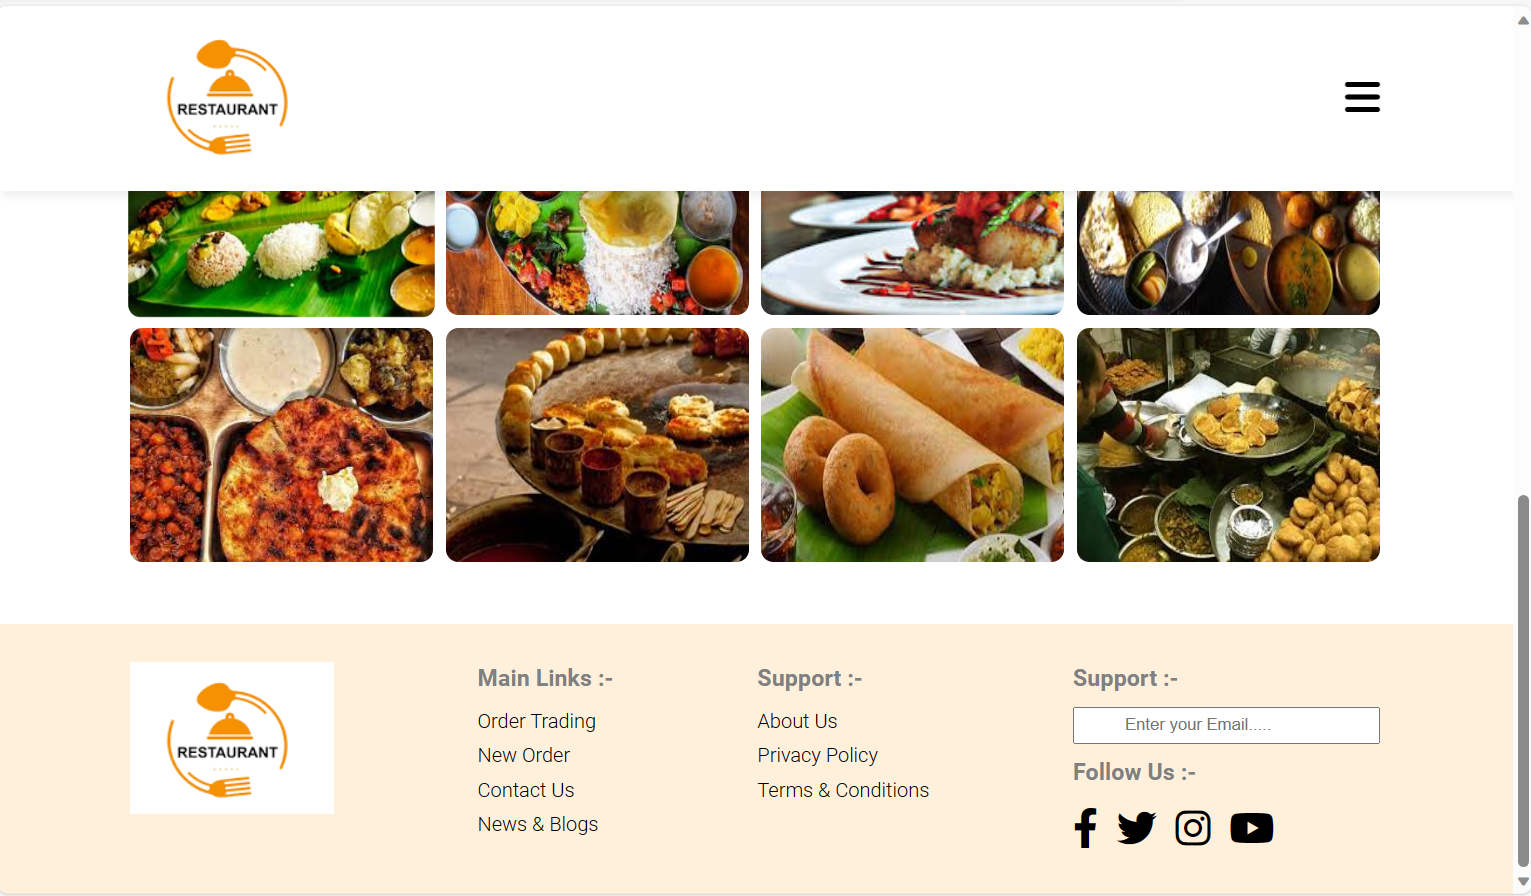 RESTAURANT
Main Links :-
Order Trading
New Order
Contact Us
News & Blogs
Support :-
About Us
Privacy Policy
Terms & Conditions
Support :-
Enter your Email.....
Follow Us :-
RESTAURANT